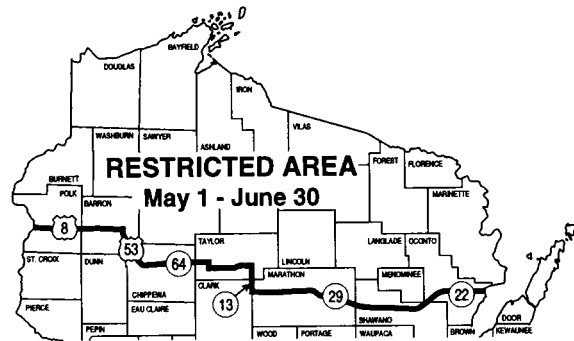 BAYFIELD
DOUGLAS
IRON
VILAS
WASHBURN
SAWYER
ASHLAND
FOREST
FLORENCE
RESTRICTED AREA
May 1 - June 30
BURNETT
POLK
BARRON
MARINETTE
8
53
64
TAYLOR
LINCOLN
LANGLADE
OCONTO
ST. CROIX
DUNN
CHIPPEWA
CLARK
MARATHON
MENOMINEE
13
29
22
PIERCE
PEPIN
EAU CLAIRE
WOOD
PORTAGE
SHAWANO
WAUPACA
BROWN
DOOR
KEWAUNEE